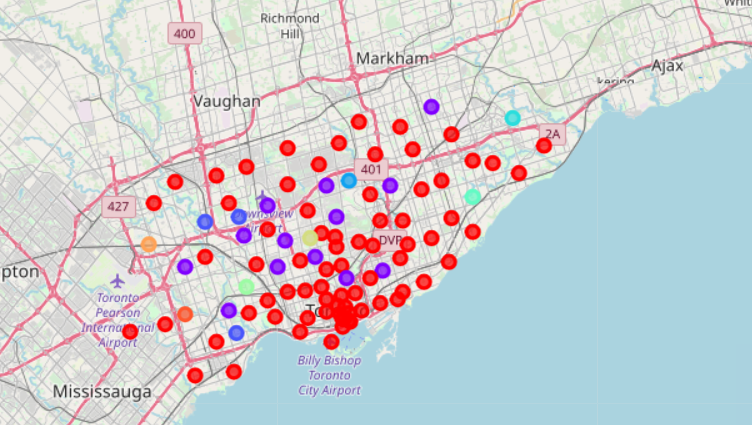 400
Richmond
Hill
Markham
Ajax
Vaughan
2A
401
427
DVP
Toronto
Pearson
International
Airport
Billy Bishop
Toronto
City Airport
Mississauga